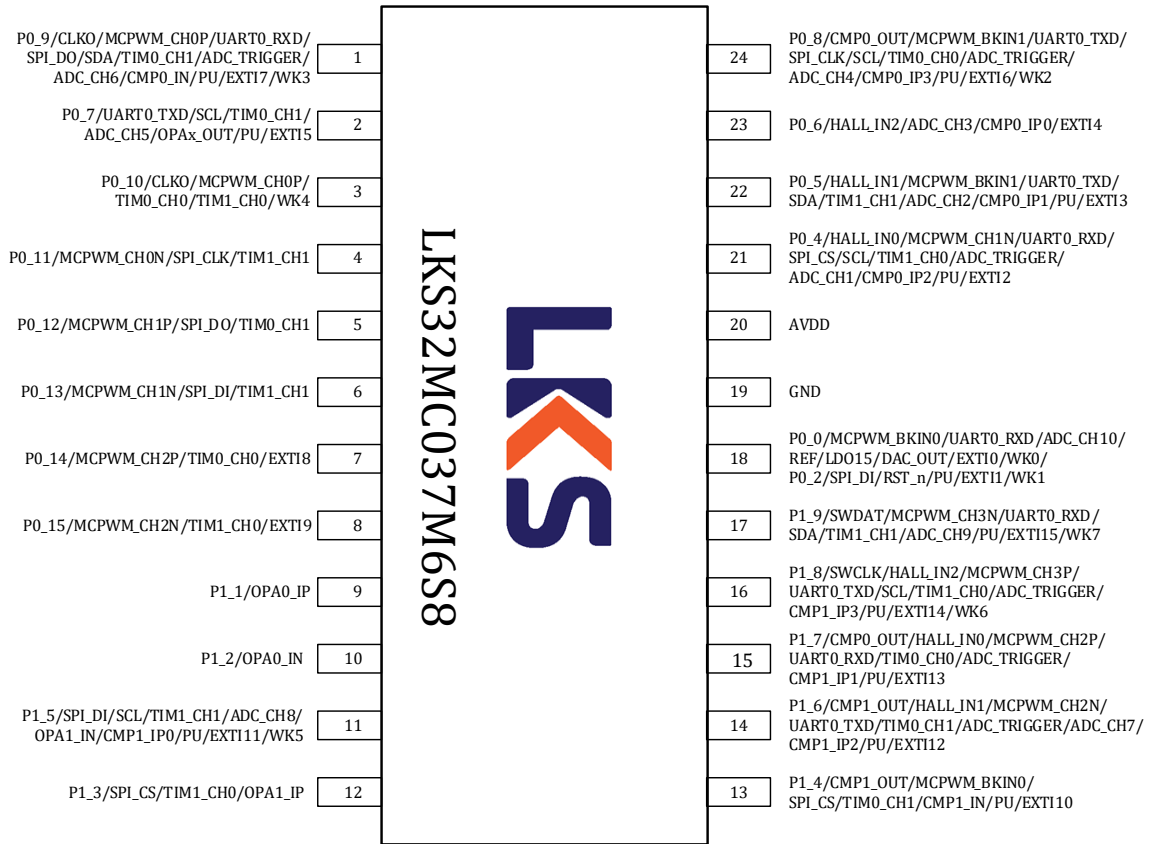 P0_9/CLKO/MCPWM_CH0P/UART0_RXD/
SPI_DO/SDA/TIM0_CH1/ADC_TRIGGER/
ADC_CH6/CMP0_IN/PU/EXTI7/WK3
1
P0_7/UART0_TXD/SCL/TIM0_CH1/
ADC_CH5/OPAx_OUT/PU/EXTI5
2
P0_10/CLKO/MCPWM_CH0P/
TIM0_CH0/TIM1_CH0/WK4
3
P0_11/MCPWM_CH0N/SPI_CLK/TIM1_CH1
4
P0_12/MCPWM_CH1P/SPI_DO/TIM0_CH1
5
P0_13/MCPWM_CH1N/SPI_DI/TIM1_CH1
6
P0_14/MCPWM_CH2P/TIM0_CH0/EXTI8
7
P0_15/MCPWM_CH2N/TIM1_CH0/EXTI9
8
P1_1/OPA0_IP
9
P1_2/OPA0_IN
10
P1_5/SPI_DI/SCL/TIM1_CH1/ADC_CH8/
OPA1_IN/CMP1_IP0/PU/EXTI11/WK5
11
P1_3/SPI_CS/TIM1_CH0/OPA1_IP
12
LKS32MC037M6S8
LKS
24
P0_8/CMP0_OUT/MCPWM_BKIN1/UART0_TXD/
SPI_CLK/SCL/TIM0_CH0/ADC_TRIGGER/
ADC_CH4/CMP0_IP3/PU/EXTI6/WK2
23
P0_6/HALL_IN2/ADC_CH3/CMP0_IP0/EXTI4
22
P0_5/HALL_IN1/MCPWM_BKIN1/UART0_TXD/
SDA/TIM1_CH1/ADC_CH2/CMP0_IP1/PU/EXTI3
21
P0_4/HALL_IN0/MCPWM_CH1N/UART0_RXD/
SPI_CS/SCL/TIM1_CH0/ADC_TRIGGER/
ADC_CH1/CMP0_IP2/PU/EXTI2
20
AVDD
19
GND
18
P0_0/MCPWM_BKIN0/UART0_RXD/ADC_CH10/
REF/LDO15/DAC_OUT/EXTI0/WK0/
P0_2/SPI_DI/RST_n/PU/EXTI1/WK1
17
P1_9/SWDAT/MCPWM_CH3N/UART0_RXD/
SDA/TIM1_CH1/ADC_CH9/PU/EXTI15/WK7
16
P1_8/SWCLK/HALL_IN2/MCPWM_CH3P/
UART0_TXD/SCL/TIM1_CH0/ADC_TRIGGER/
CMP1_IP3/PU/EXTI14/WK6
15
P1_7/CMP0_OUT/HALL_IN0/MCPWM_CH2P/
UART0_RXD/TIM0_CH0/ADC_TRIGGER/
CMP1_IP1/PU/EXTI13
14
P1_6/CMP1_OUT/HALL_IN1/MCPWM_CH2N/
UART0_TXD/TIM0_CH1/ADC_TRIGGER/ADC_CH7/
CMP1_IP2/PU/EXTI12
13
P1_4/CMP1_OUT/MCPWM_BKIN0/
SPI_CS/TIM0_CH1/CMP1_IN/PU/EXTI10